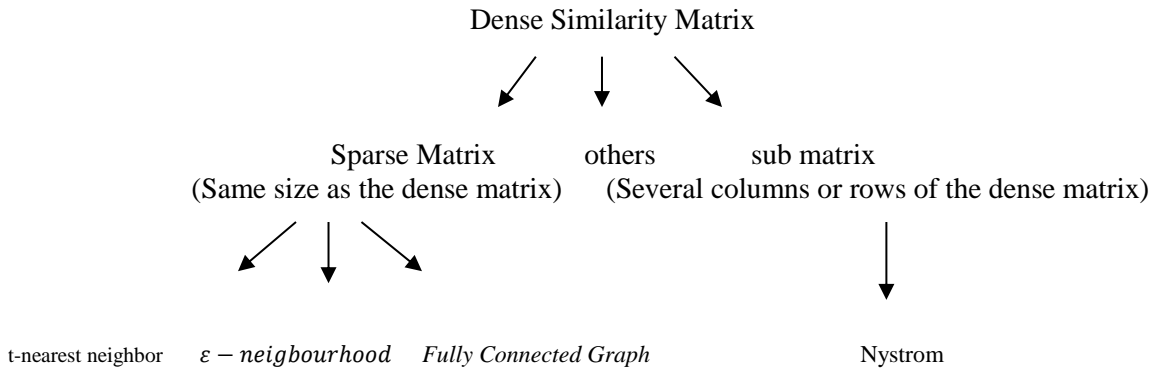 Dense Similarity Matrix
Sparse Matrix others sub matrix
(Same size as the dense matrix) (Several columns or rows of the dense matrix)
t-nearest neighbor ε − neigbourhood Fully Connected Graph Nystrom